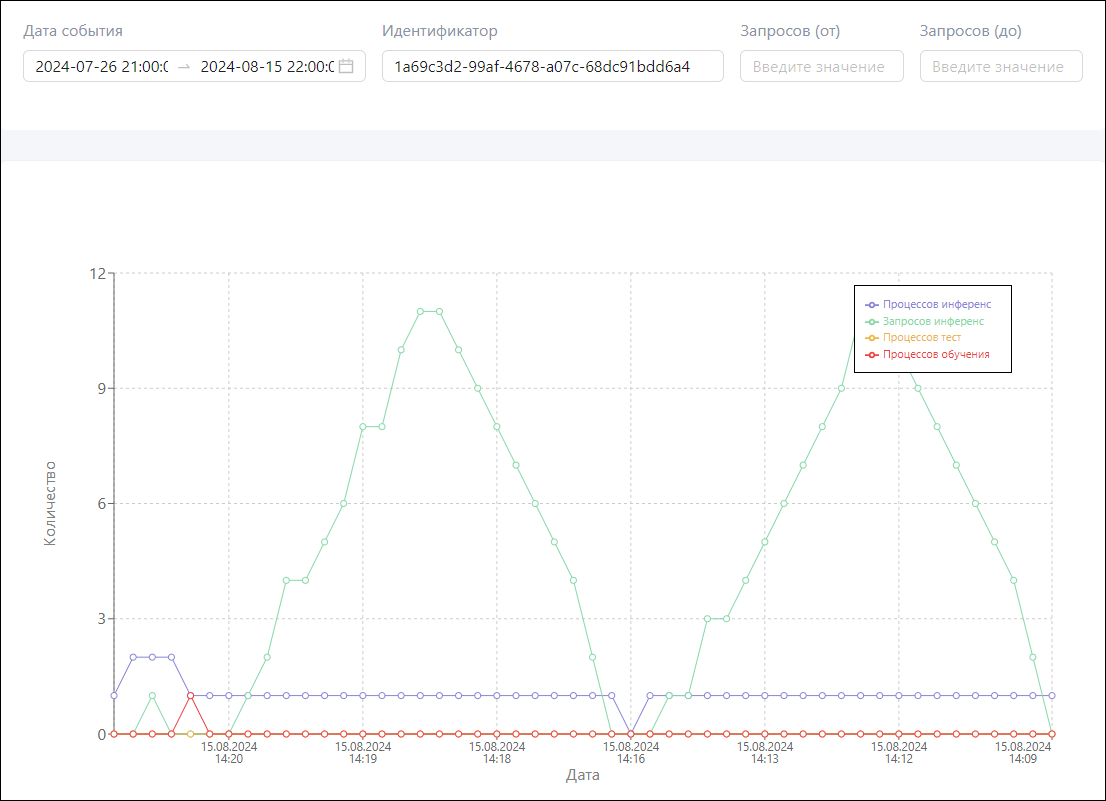 Дата события
Идентификатор
Запросов (от)
Запросов (до)
2024-07-26 21:00:0 → 2024-08-15 22:00:0
1a69c3d2-99af-4678-a07c-68dc91bdd6a4
Введите значение
Введите значение
12
9
6
3
0
Количество
Процессов инференс
Запросов инференс
Процессов тест
Процессов обучения
15.08.2024
14:20
15.08.2024
14:19
15.08.2024
14:18
15.08.2024
14:16
15.08.2024
14:13
15.08.2024
14:12
15.08.2024
14:09
Дата